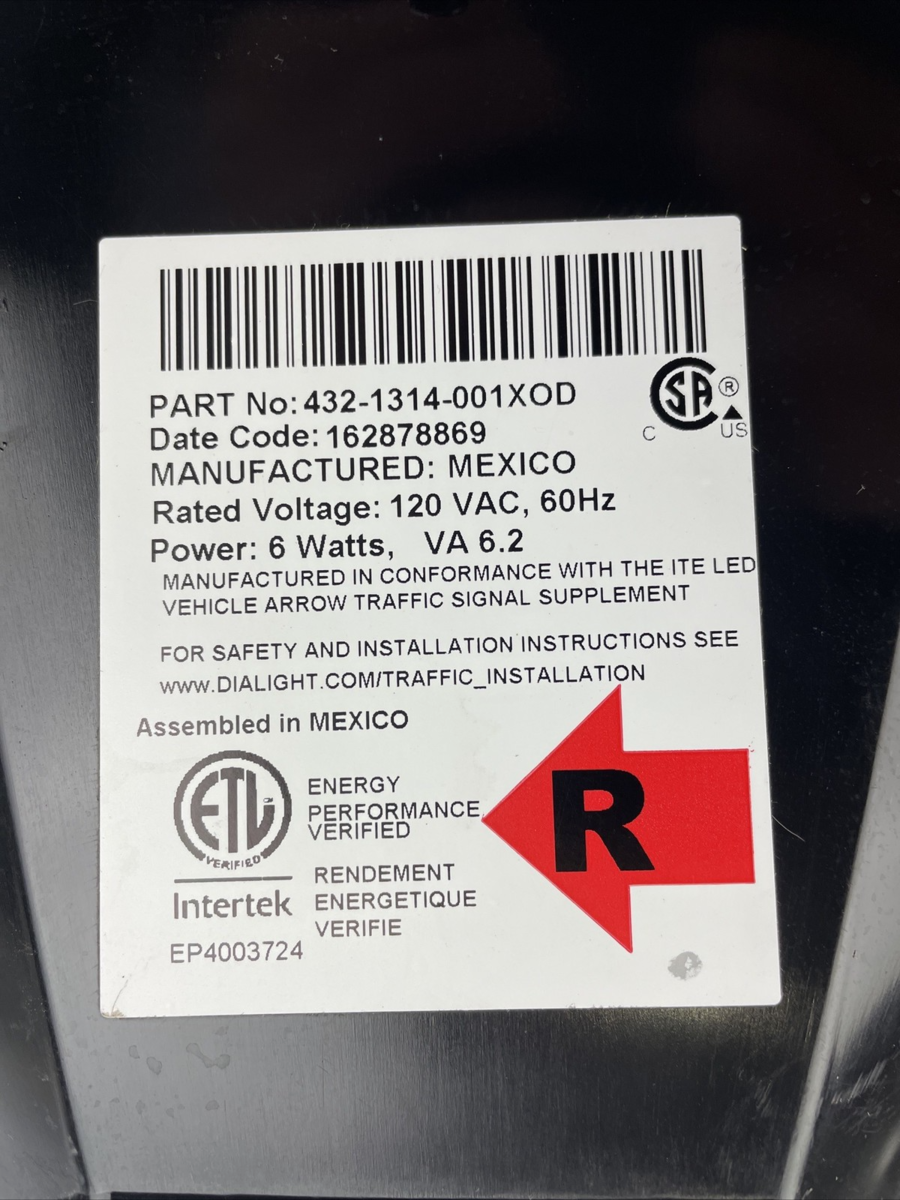 PART No: 432-1314-001XOD
Date Code: 162878869
MANUFACTURED: MEXICO
Rated Voltage: 120 VAC, 60Hz
Power: 6 Watts, VA 6.2
SA ®
C US
MANUFACTURED IN CONFORMANCE WITH THE ITE LED
VEHICLE ARROW TRAFFIC SIGNAL SUPPLEMENT
FOR SAFETY AND INSTALLATION INSTRUCTIONS SEE
www.DIALIGHT.COM/TRAFFIC_INSTALLATION
Assembled in MEXICO
ETL
VERIFIED
Intertek
EP4003724
ENERGY
PERFORMANCE
VERIFIED
RENDEMENT
ENERGETIQUE
VERIFIE
R